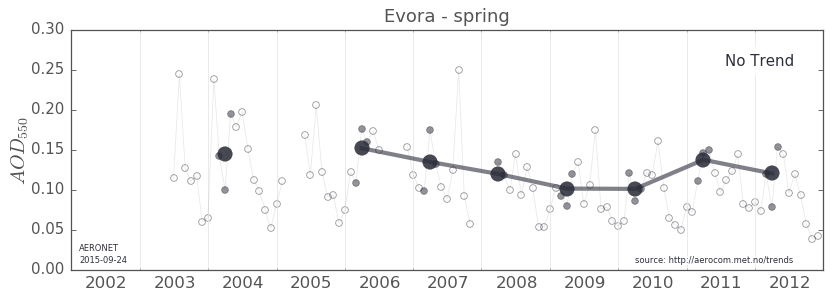 Evora - spring
0.30
0.25
0.20
0.15
0.10
0.05
0.00
AOD550
No Trend
AERONET
2015-09-24
source: http://aerocom.met.no/trends
2002 2003 2004 2005 2006 2007 2008 2009 2010 2011 2012